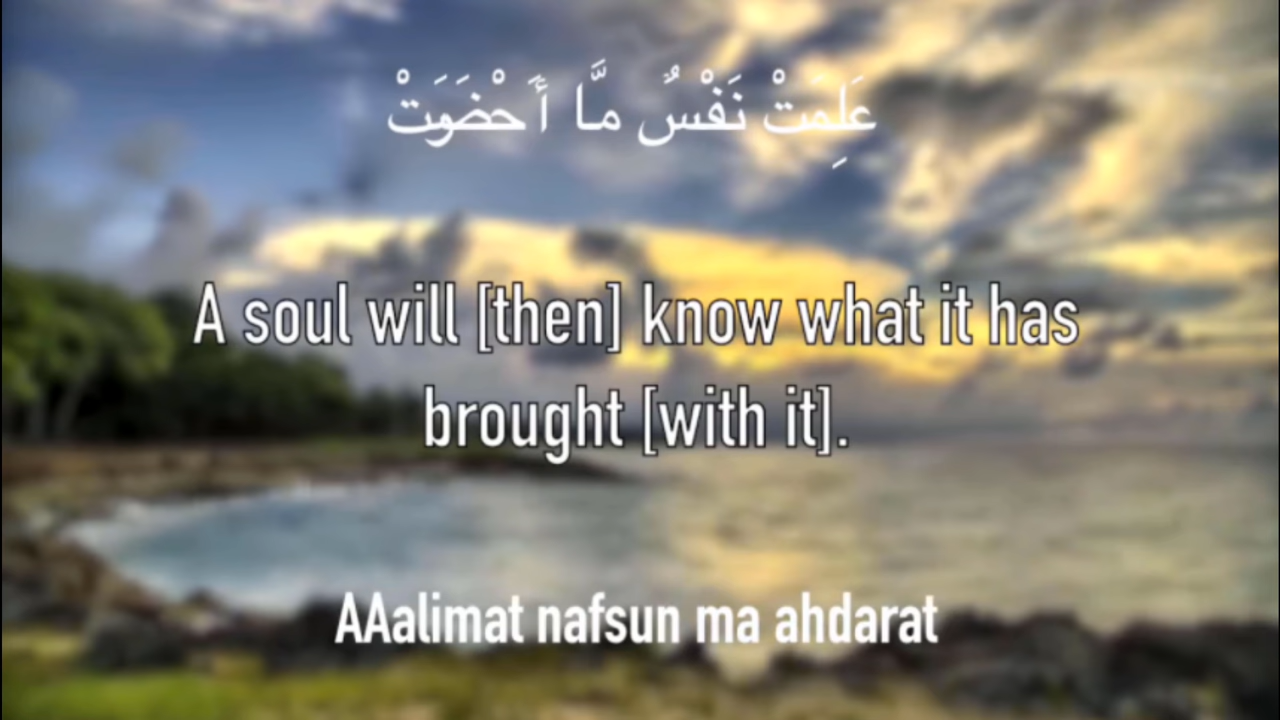 عَلِمَتْ نَفْسٌ مَّا أَحْضَرَتْ
A soul will [then] know what it has
brought [with it].
AAalimat nafsun ma ahdarat